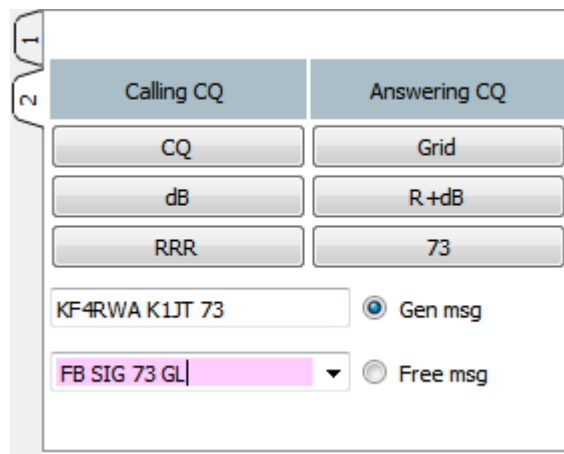 1
2
Calling CQ Answering CQ
CQ Grid
dB R+dB
RRR 73
KF4RWA K1JT 73 Gen msg
FB SIG 73 GL Free msg